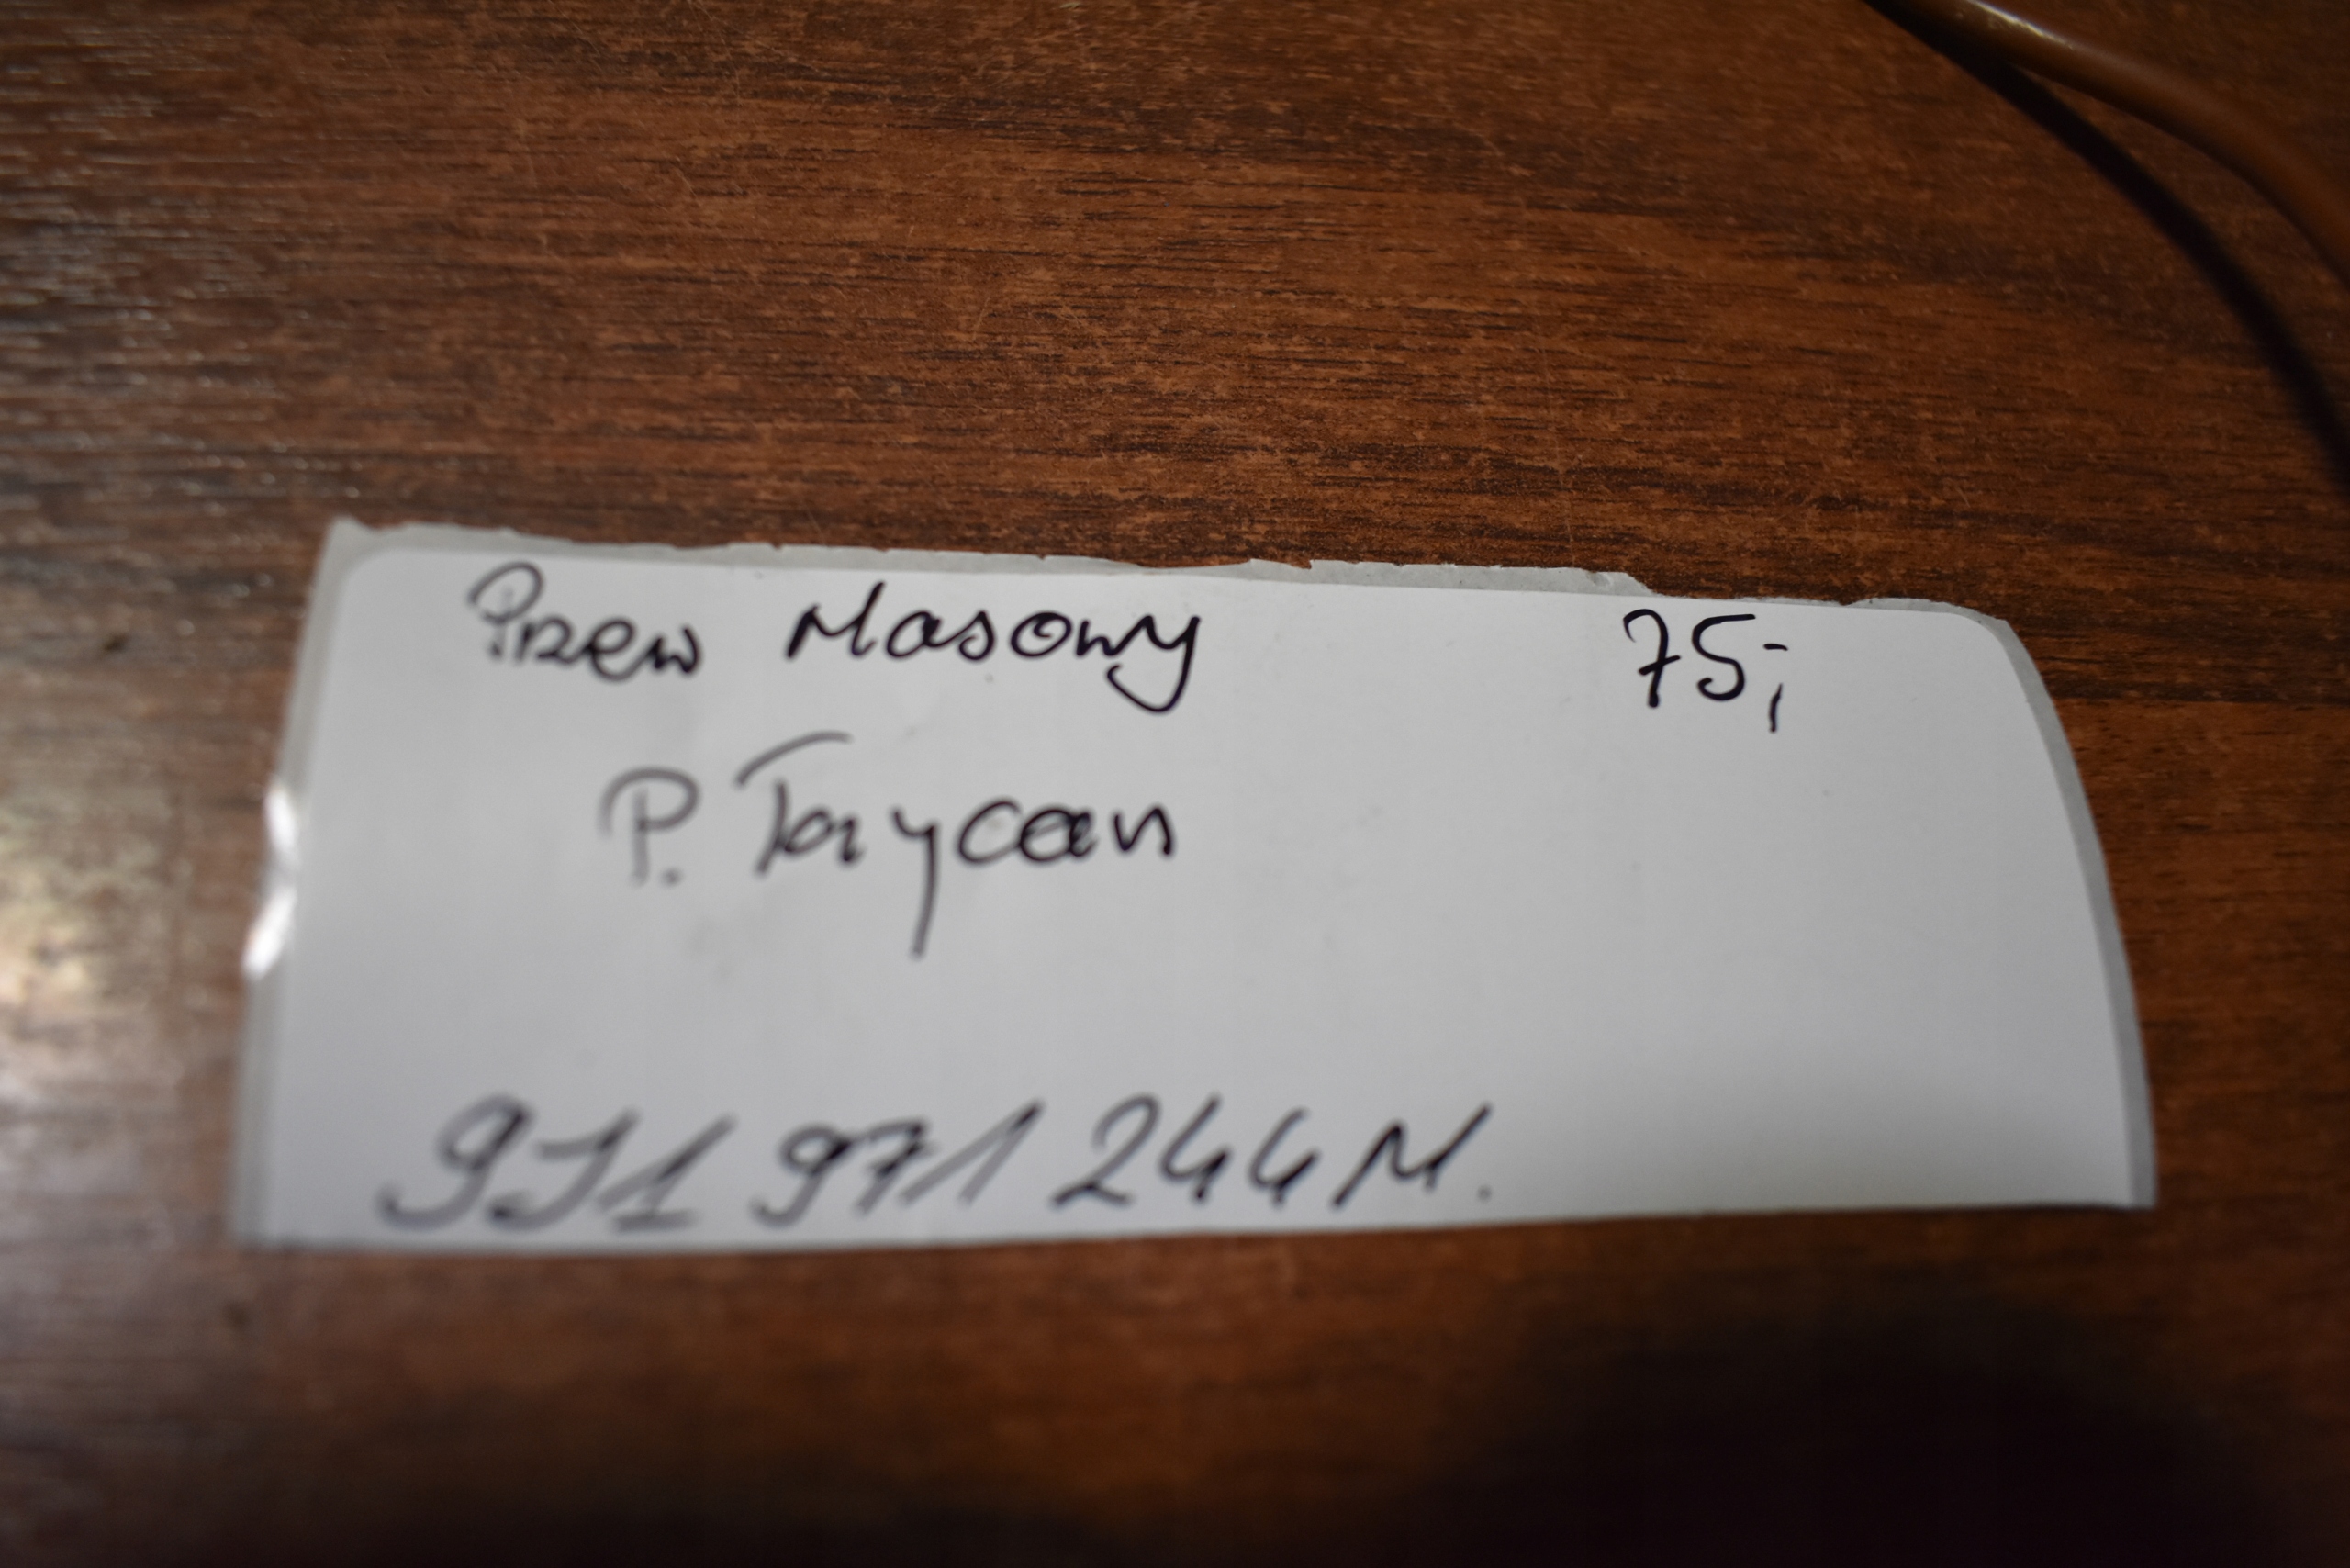 Przew Masowy 75,-
P. Taycan
9J1 971 244 M.